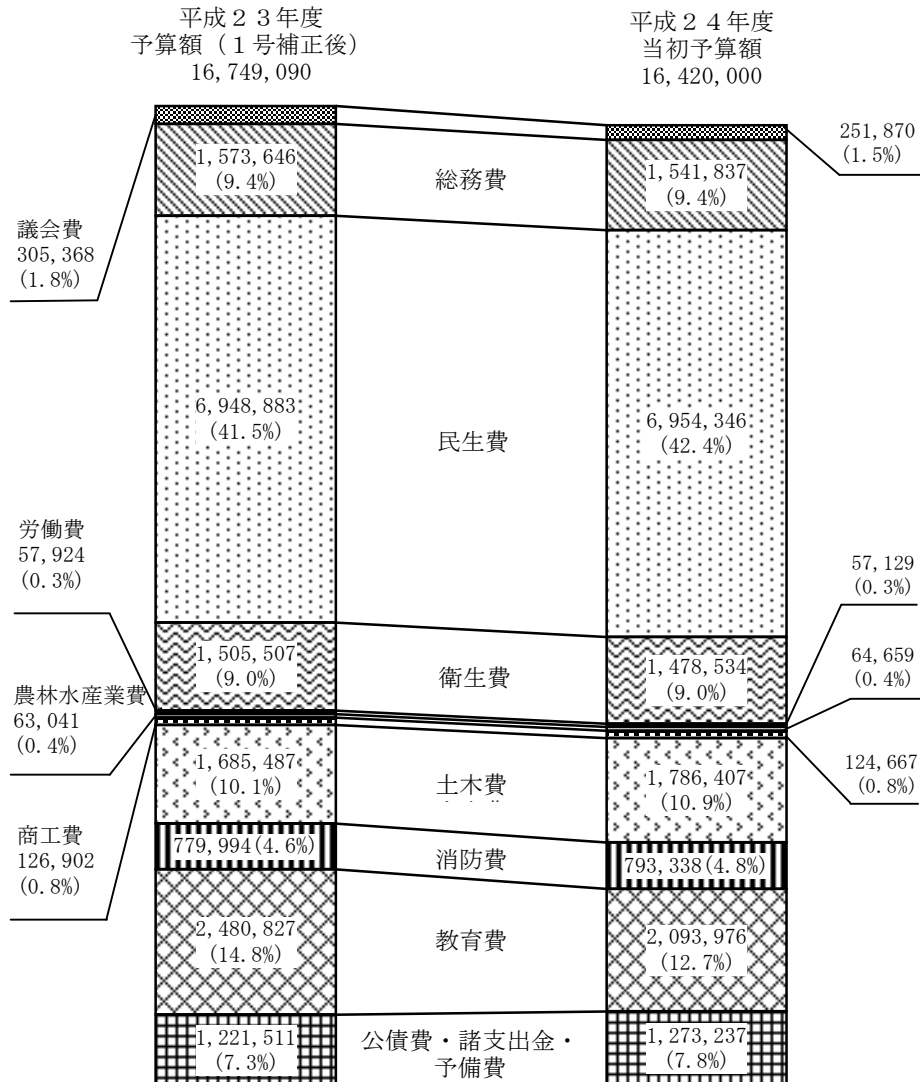 平成２３年度
予算額（１号補正後）
16,749,090
平成２４年度
当初予算額
16,420,000
1,573,646
(9.4%)
総務費
1,541,837
(9.4%)
251,870
(1.5%)
議会費
305,368
(1.8%)
6,948,883
(41.5%)
民生費
6,954,346
(42.4%)
労働費
57,924
(0.3%)
57,129
(0.3%)
1,505,507
(9.0%)
衛生費
1,478,534
(9.0%)
64,659
(0.4%)
農林水産業費
63,041
(0.4%)
1,685,487
(10.1%)
土木費
1,786,407
(10.9%)
124,667
(0.8%)
商工費
126,902
(0.8%)
779,994(4.6%)
消防費
793,338(4.8%)
2,480,827
(14.8%)
教育費
2,093,976
(12.7%)
1,221,511
(7.3%)
公債費・諸支出金・
予備費
1,273,237
(7.8%)